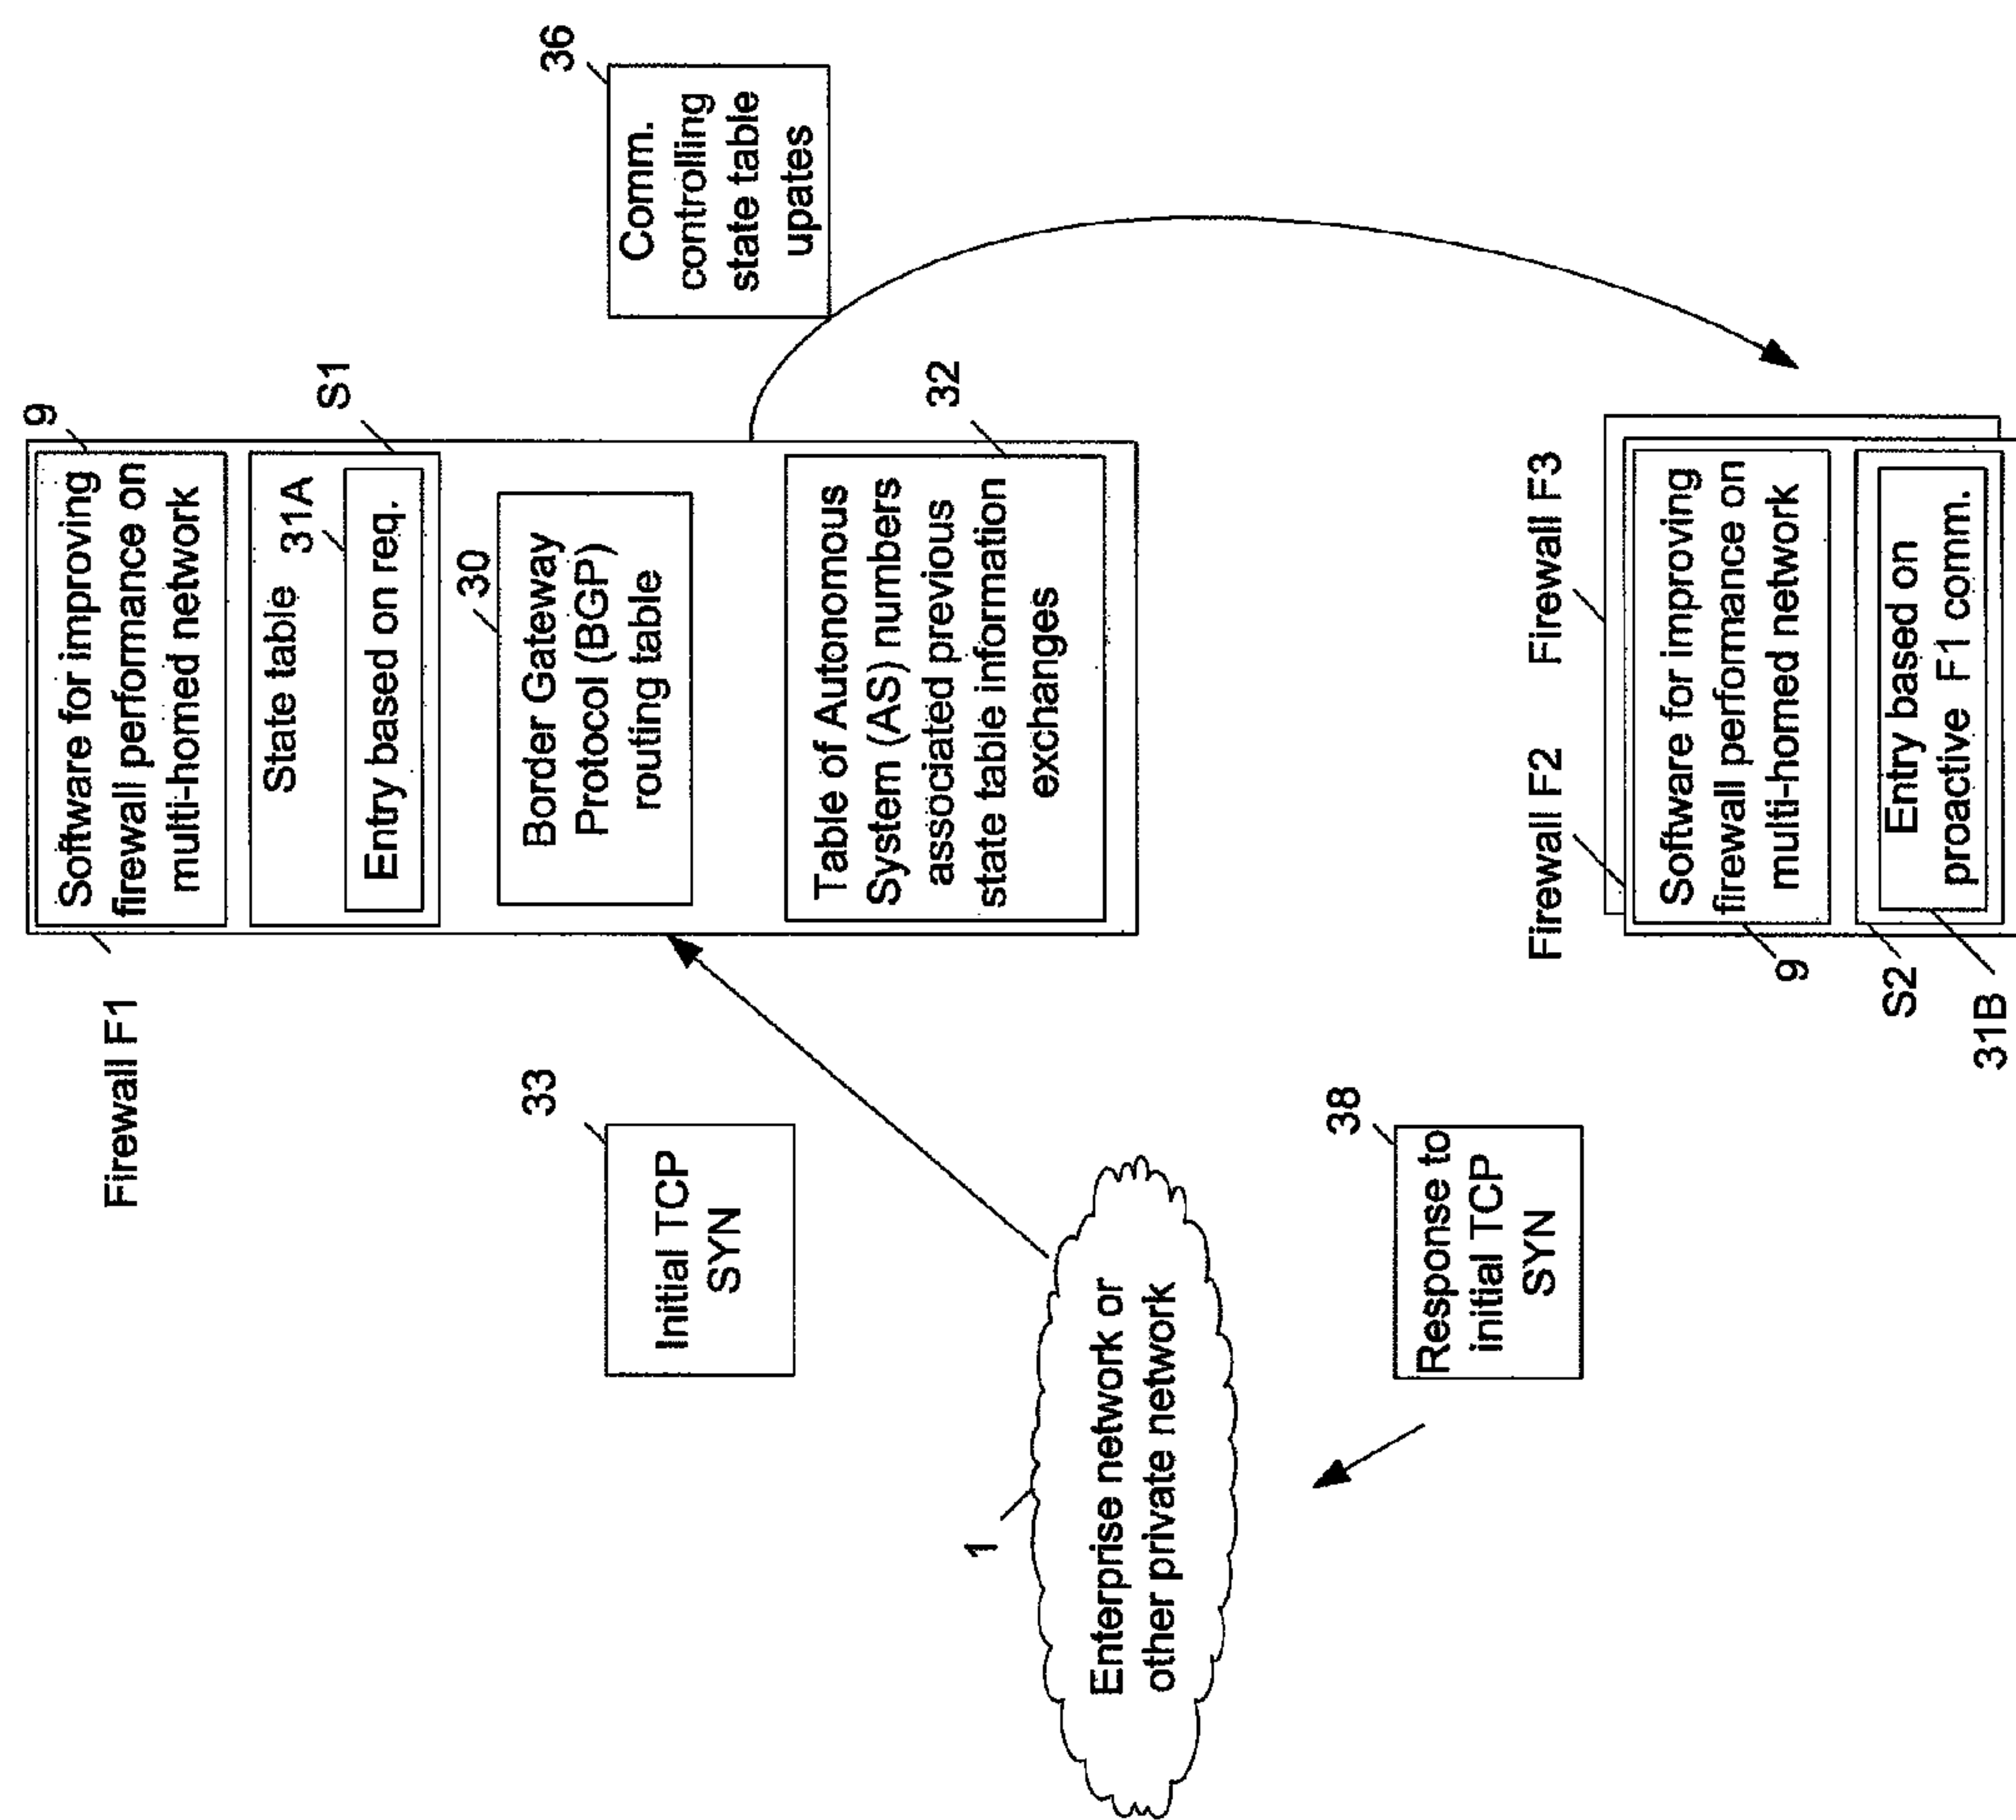 Firewall F1
9
Software for improving
firewall performance on
multi-homed network
S1
State table
31A
Entry based on req.
30
Border Gateway
Protocol (BGP)
routing table
32
Table of Autonomous
System (AS) numbers
associated previous
state table information
exchanges
36
Comm.
controlling
state table
upates
33
Initial TCP
SYN
1
Enterprise network or
other private network
38
Response to
initial TCP
SYN
Firewall F2
Firewall F3
9
Software for improving
firewall performance on
multi-homed network
S2
31B
Entry based on
proactive F1 comm.